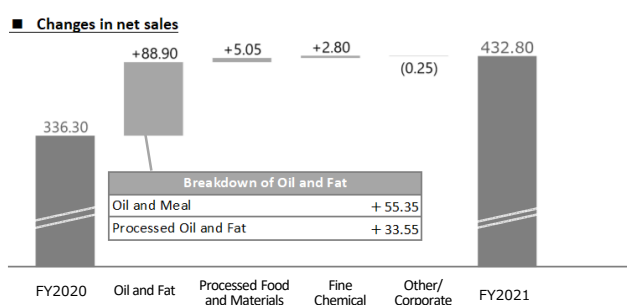 ■ Changes in net sales
336.30
+88.90
+5.05
+2.80
(0.25)
432.80
Breakdown of Oil and Fat
Oil and Meal + 55.35
Processed Oil and Fat + 33.55
FY2020
Oil and Fat
Processed Food
and Materials
Fine
Chemical
Other/
Corporate
FY2021